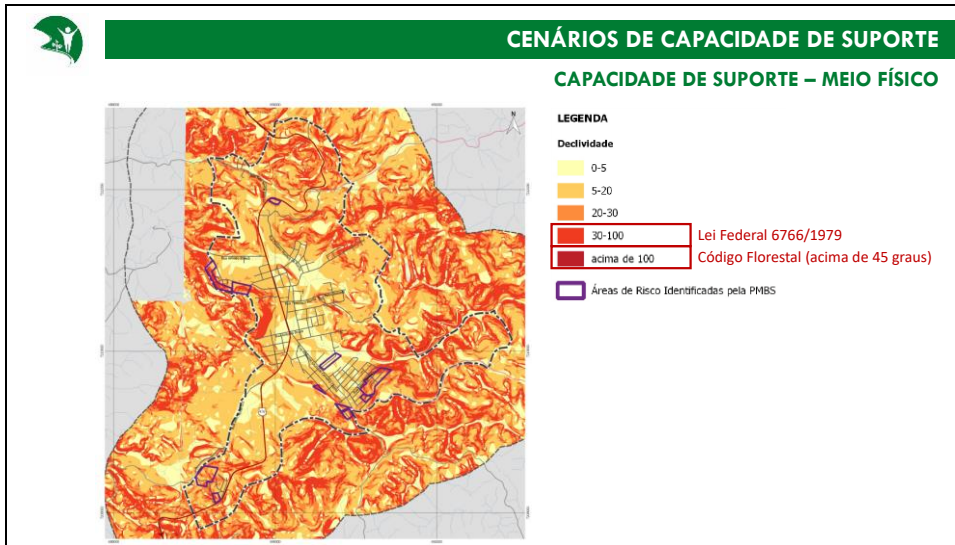 CENÁRIOS DE CAPACIDADE DE SUPORTE
CAPACIDADE DE SUPORTE – MEIO FÍSICO
N
LEGENDA
Declividade
0-5
5-20
20-30
30-100
Lei Federal 6766/1979
acima de 100
Código Florestal (acima de 45 graus)
Áreas de Risco Identificadas pela PMBS